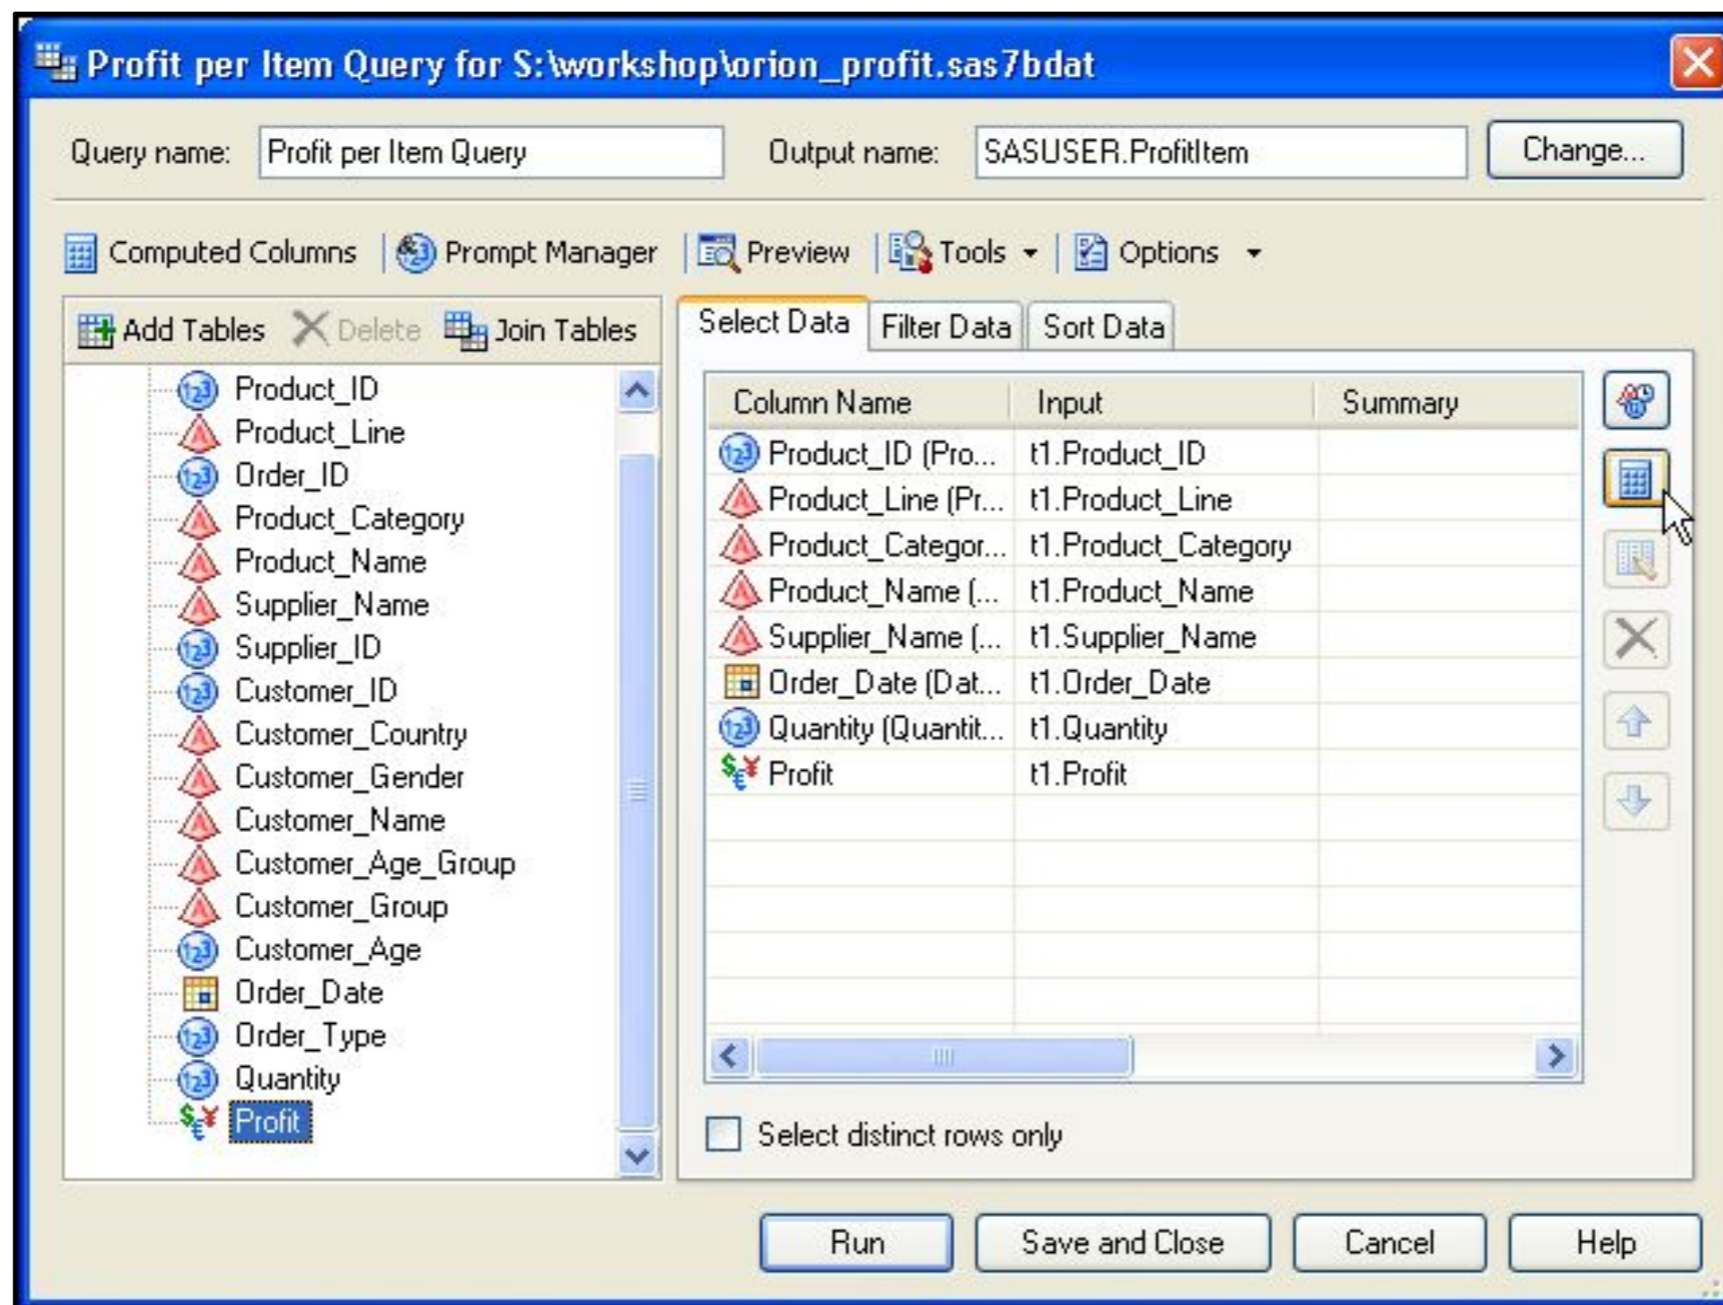 Profit per Item Query for S:\workshop\orion_profit.sas7bdat
Query name: Profit per Item Query Output name: SASUSER.ProfitItem Change...
Computed Columns Prompt Manager Preview Tools Options
Add Tables Delete Join Tables
Product_ID
Product_Line
Order_ID
Product_Category
Product_Name
Supplier_Name
Supplier_ID
Customer_ID
Customer_Country
Customer_Gender
Customer_Name
Customer_Age_Group
Customer_Group
Customer_Age
Order_Date
Order_Type
Quantity
Profit
Select Data Filter Data Sort Data
Column Name Input Summary
Product_ID (Pro... t1.Product_ID
Product_Line (Pr... t1.Product_Line
Product_Categor... t1.Product_Category
Product_Name (... t1.Product_Name
Supplier_Name (... t1.Supplier_Name
Order_Date (Dat... t1.Order_Date
Quantity (Quantit... t1.Quantity
Profit t1.Profit
Select distinct rows only
Run Save and Close Cancel Help